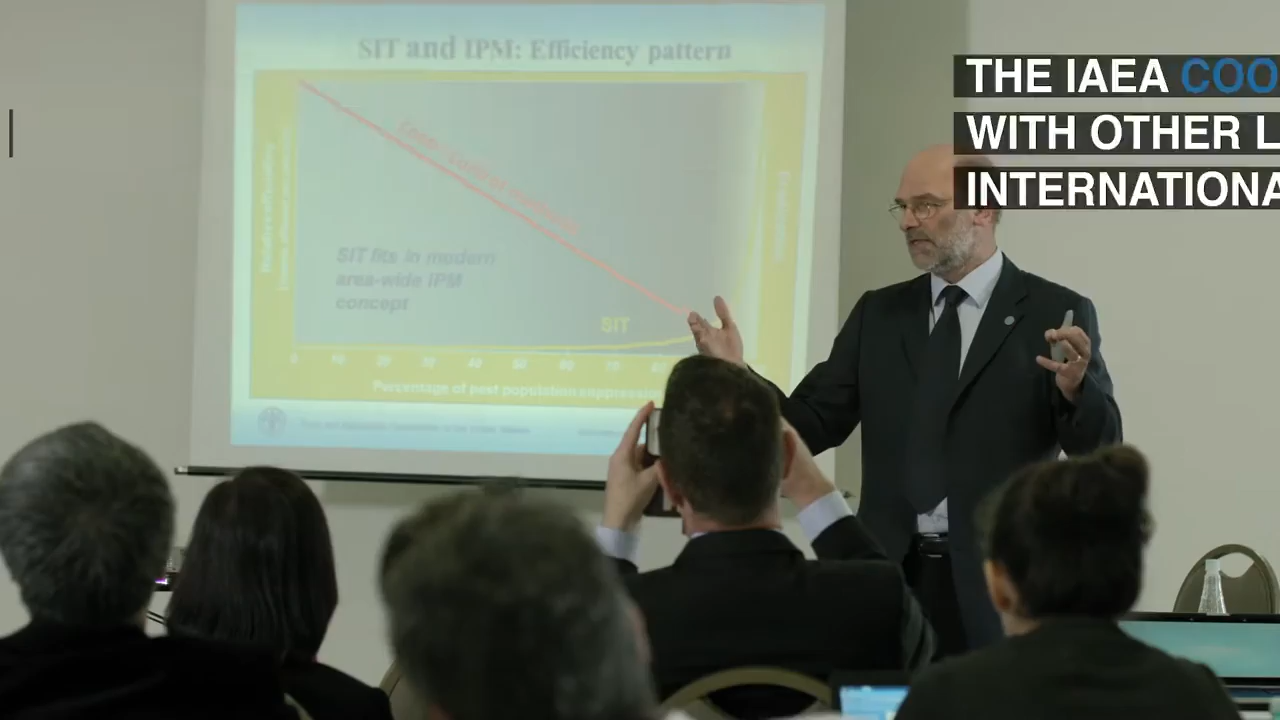 SIT and IPM: Efficiency pattern
THE IAEA COO
WITH OTHER L
INTERNATIONA
SIT fits in modern
area-wide IPM
concept
SIT
0 10 20 30 40 50 60 70
Percentage of pest population suppress